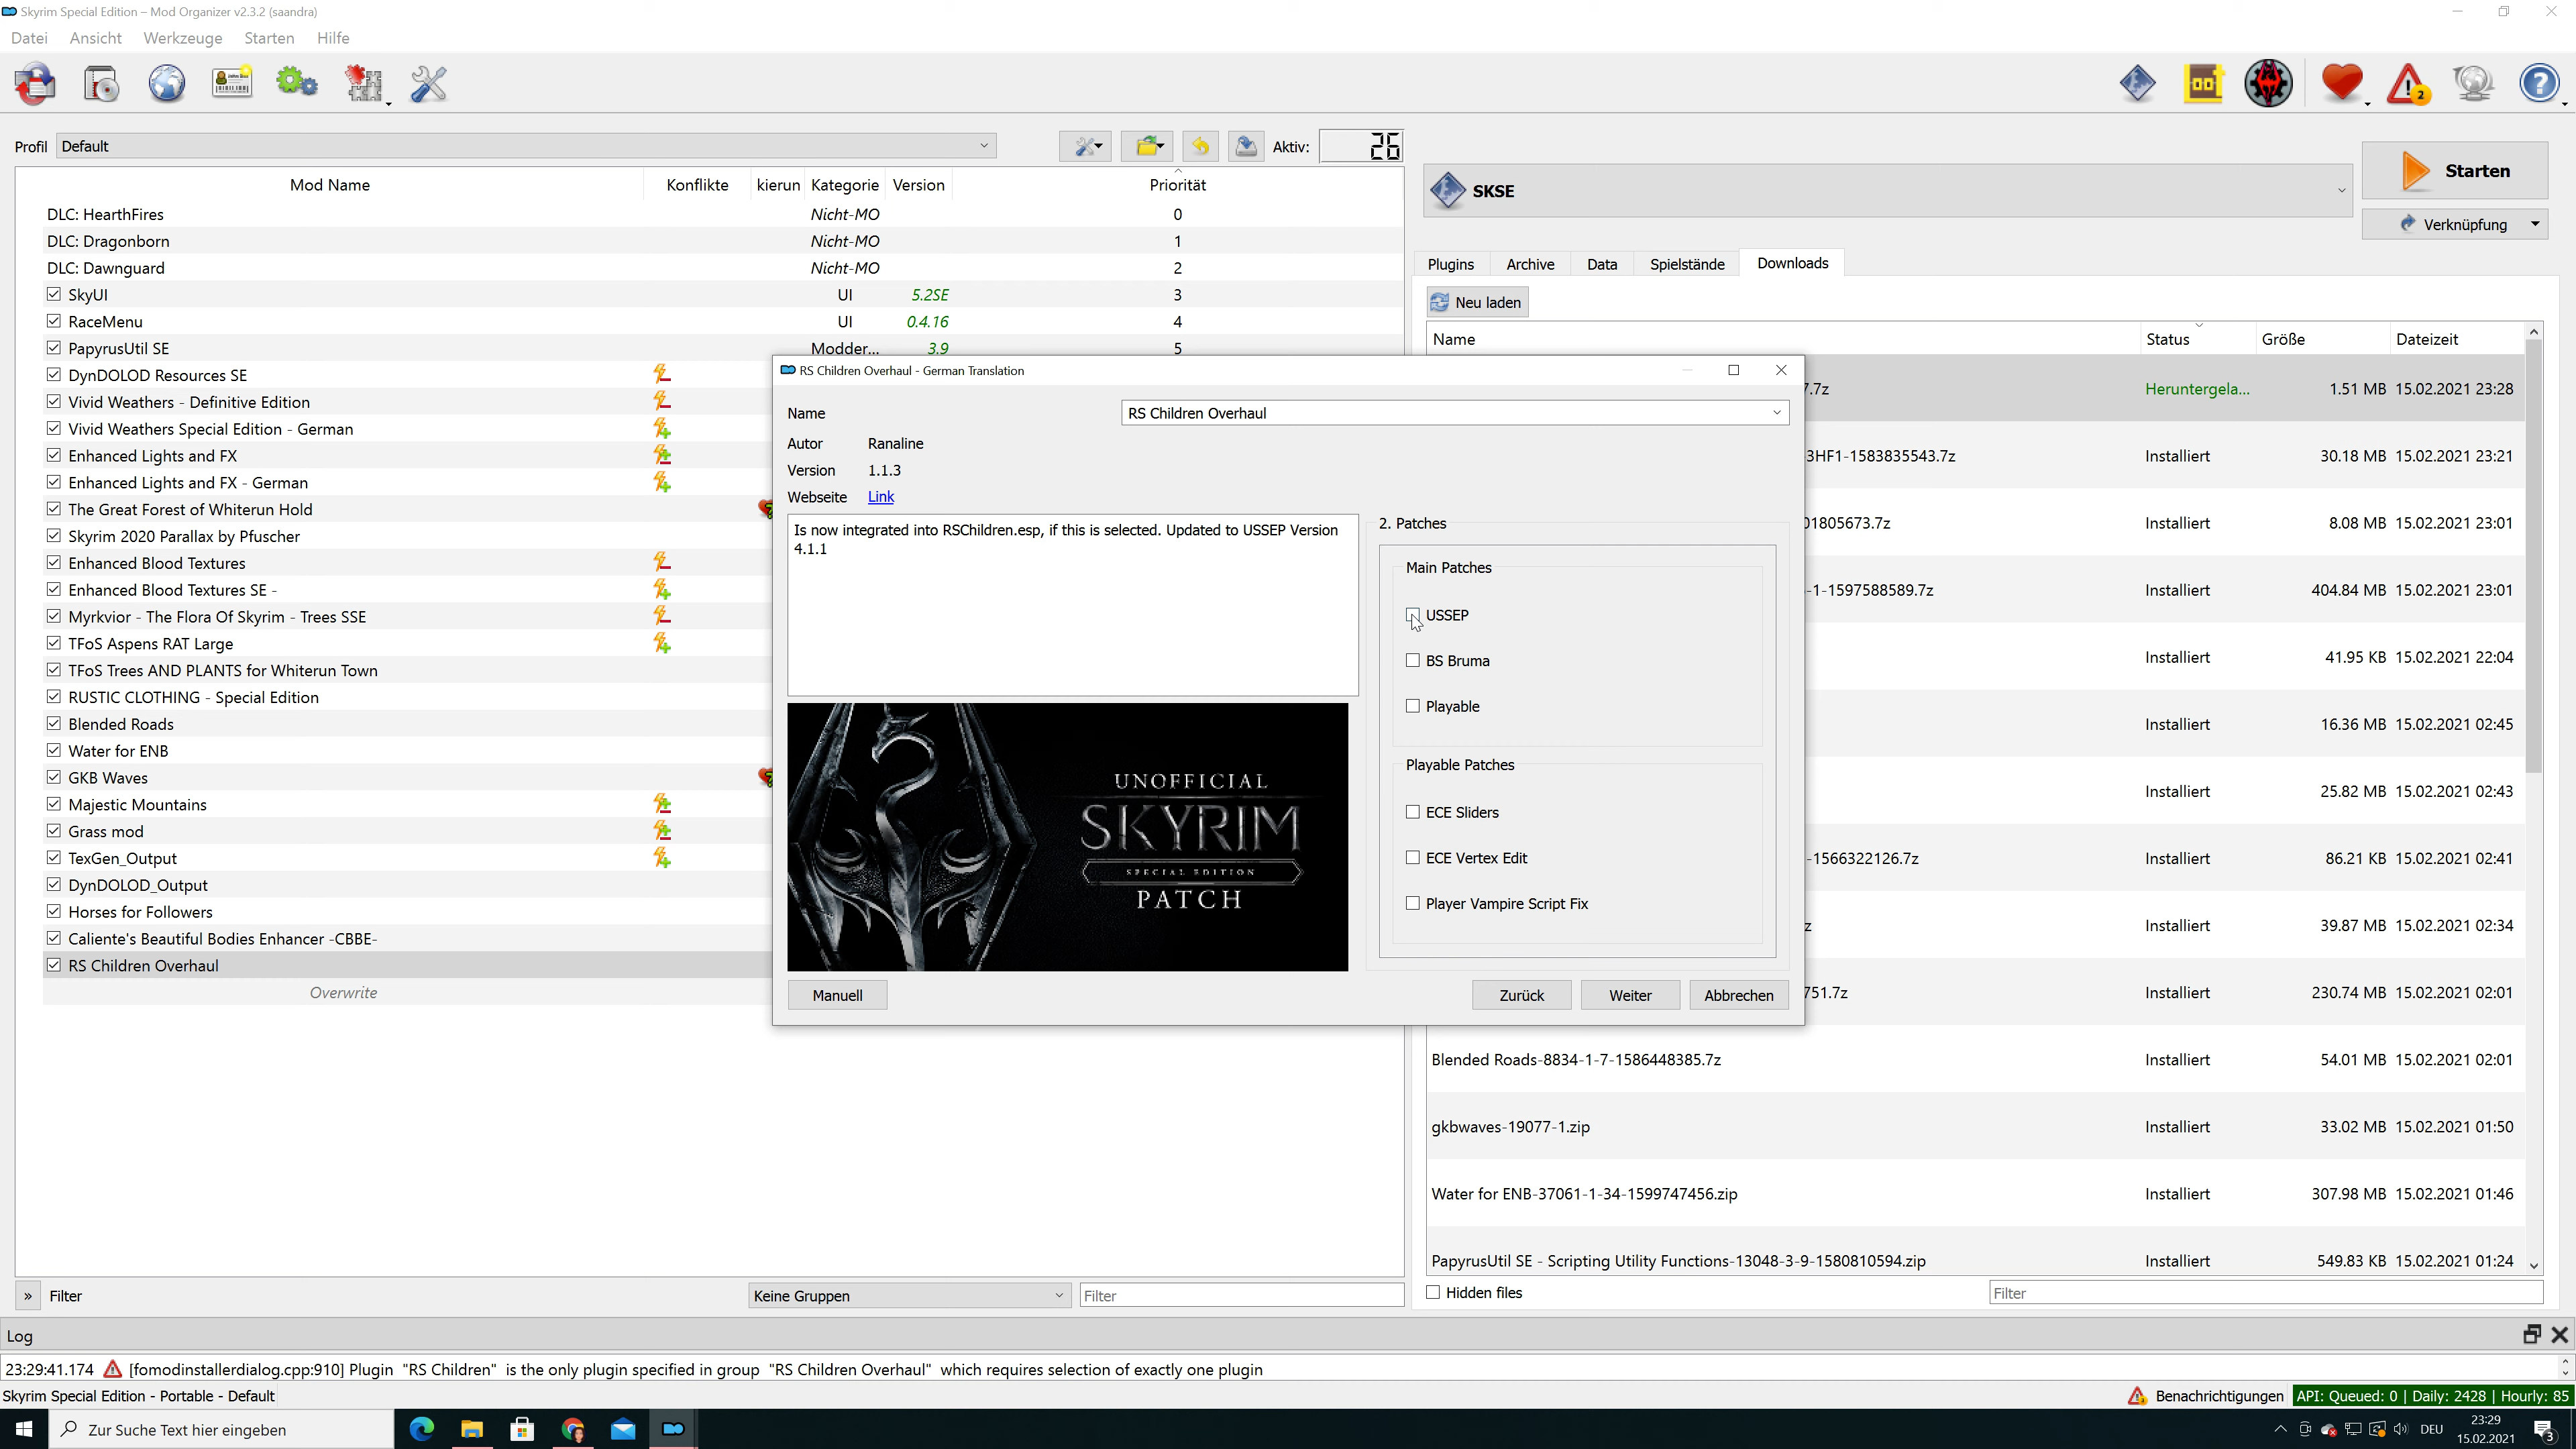 Skyrim Special Edition – Mod Organizer v2.3.2 (saandra)
Datei Ansicht Werkzeuge Starten Hilfe
2
Profil Default Aktiv: 26
SKSE
Starten
Verknüpfung
Mod Name Konflikte kierun Kategorie Version Priorität
DLC: HearthFires Nicht-MO 0
DLC: Dragonborn Nicht-MO 1
DLC: Dawnguard Nicht-MO 2
SkyUI UI 5.2SE 3
RaceMenu UI 0.4.16 4
PapyrusUtil SE Modder... 3.9 5
DynDOLOD Resources SE
Vivid Weathers - Definitive Edition
Vivid Weathers Special Edition - German
Enhanced Lights and FX
Enhanced Lights and FX - German
The Great Forest of Whiterun Hold
Skyrim 2020 Parallax by Pfuscher
Enhanced Blood Textures
Enhanced Blood Textures SE -
Myrkvior - The Flora Of Skyrim - Trees SSE
TFoS Aspens RAT Large
TFoS Trees AND PLANTS for Whiterun Town
RUSTIC CLOTHING - Special Edition
Blended Roads
Water for ENB
GKB Waves
Majestic Mountains
Grass mod
TexGen_Output
DynDOLOD_Output
Horses for Followers
Caliente's Beautiful Bodies Enhancer -CBBE-
RS Children Overhaul
Overwrite
RS Children Overhaul - German Translation
Name RS Children Overhaul
Autor Ranaline
Version 1.1.3
Webseite Link
Is now integrated into RSChildren.esp, if this is selected. Updated to USSEP Version
4.1.1
UNOFFICIAL
SKYRIM
SPECIAL EDITION
PATCH
2. Patches
Main Patches
USSEP
BS Bruma
Playable
Playable Patches
ECE Sliders
ECE Vertex Edit
Player Vampire Script Fix
Manuell Zurück Weiter Abbrechen
Plugins Archive Data Spielstände Downloads
Neu laden
Name Status Größe Dateizeit
7.7z Heruntergela... 1.51 MB 15.02.2021 23:28
3HF1-1583835543.7z Installiert 30.18 MB 15.02.2021 23:21
01805673.7z Installiert 8.08 MB 15.02.2021 23:01
-1-1597588589.7z Installiert 404.84 MB 15.02.2021 23:01
Installiert 41.95 KB 15.02.2021 22:04
Installiert 16.36 MB 15.02.2021 02:45
Installiert 25.82 MB 15.02.2021 02:43
-1566322126.7z Installiert 86.21 KB 15.02.2021 02:41
z Installiert 39.87 MB 15.02.2021 02:34
751.7z Installiert 230.74 MB 15.02.2021 02:01
Blended Roads-8834-1-7-1586448385.7z Installiert 54.01 MB 15.02.2021 02:01
gkbwaves-19077-1.zip Installiert 33.02 MB 15.02.2021 01:50
Water for ENB-37061-1-34-1599747456.zip Installiert 307.98 MB 15.02.2021 01:46
PapyrusUtil SE - Scripting Utility Functions-13048-3-9-1580810594.zip Installiert 549.83 KB 15.02.2021 01:24
» Filter Keine Gruppen Filter
Hidden files Filter
Log
23:29:41.174 [fomodinstallerdialog.cpp:910] Plugin "RS Children" is the only plugin specified in group "RS Children Overhaul" which requires selection of exactly one plugin
Skyrim Special Edition - Portable - Default Benachrichtigungen API: Queued: 0 | Daily: 2428 | Hourly: 85
Zur Suche Text hier eingeben DEU 23:29
15.02.2021 3